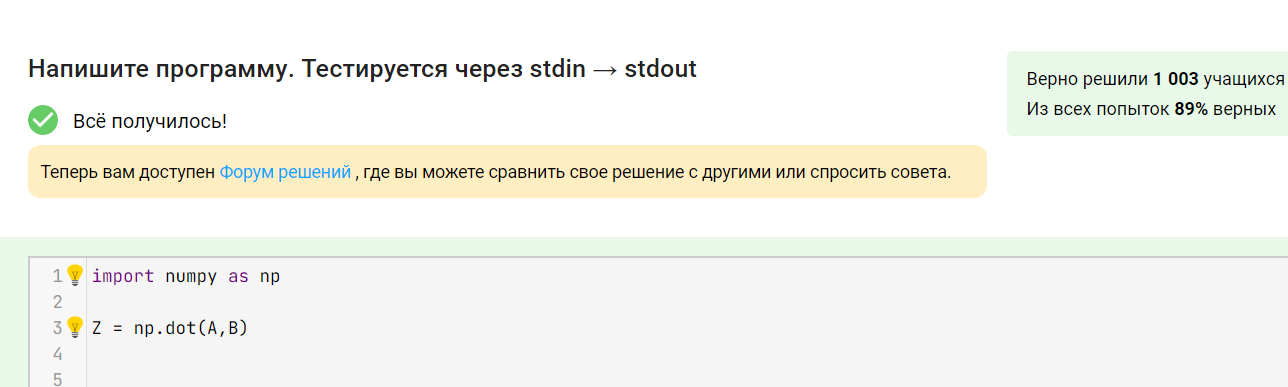 Напишите программу. Тестируется через stdin → stdout
Верно решили 1 003 учащихся
Из всех попыток 89% верных
Всё получилось!
Теперь вам доступен Форум решений , где вы можете сравнить свое решение с другими или спросить совета.
1 import numpy as np
2
3 Z = np.dot(A,B)
4
5